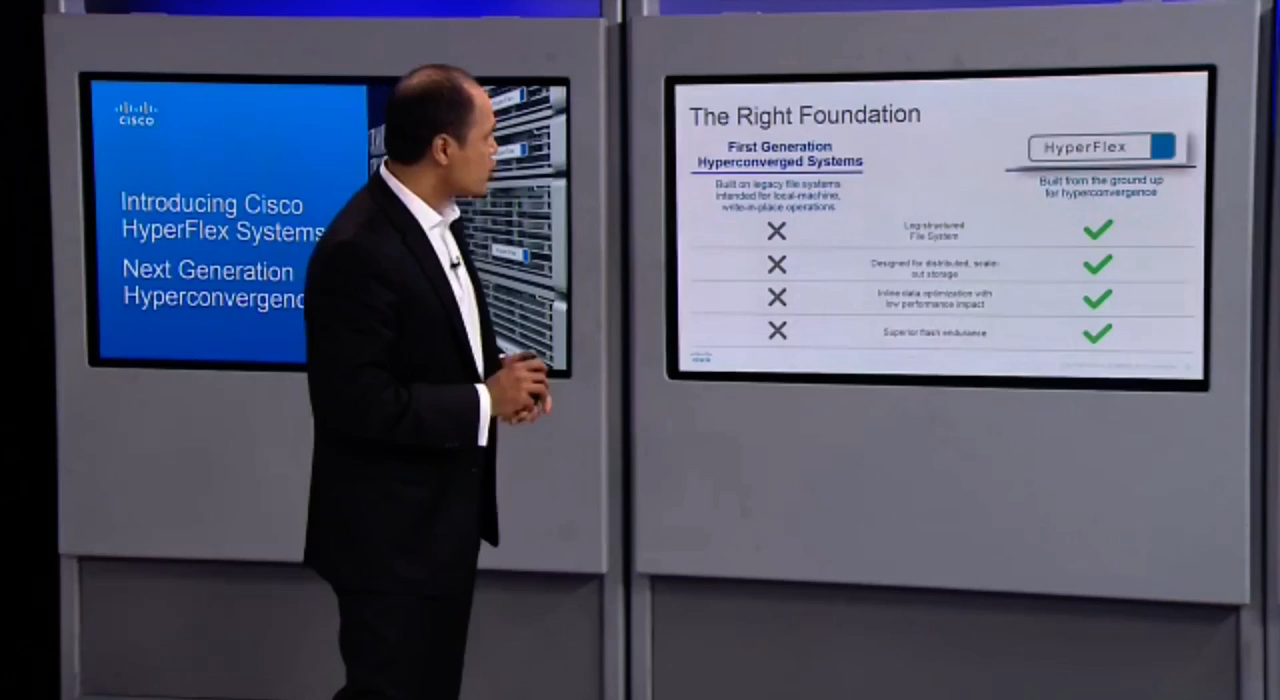 CISCO
Introducing Cisco
HyperFlex Systems
Next Generation
Hyperconvergenc
The Right Foundation
First Generation
Hyperconverged Systems
Built on legacy file systems
intended for local-machine,
write-in-place operations
HyperFlex
Built from the ground up
for hyperconvergence
Log-structured
File System
Designed for distributed, scale-
out storage
Inline data optimization with
low performance impact
Superior flash endurance